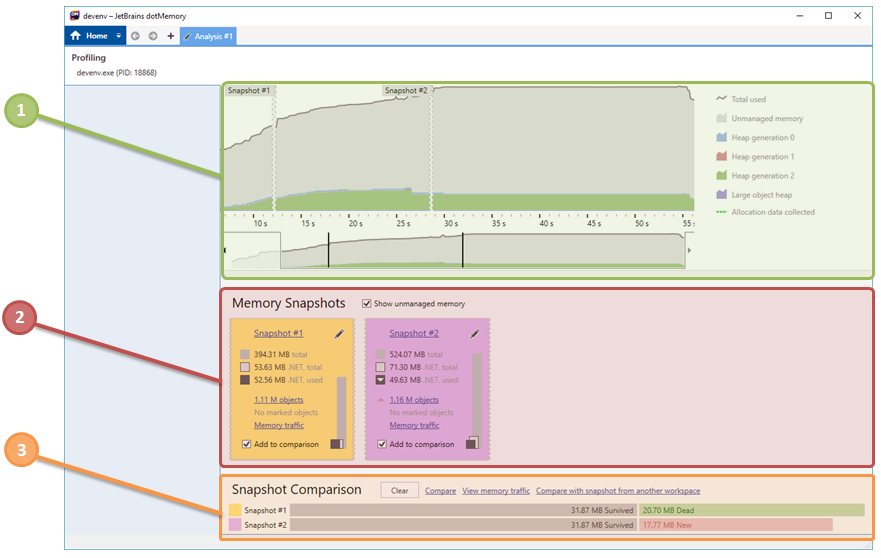 devenv – JetBrains dotMemory
Home + Analysis #1
Profiling
devenv.exe (PID: 18868)
1
Snapshot #1 Snapshot #2
Total used
Unmanaged memory
Heap generation 0
Heap generation 1
Heap generation 2
Large object heap
Allocation data collected
10 s 15 s 20 s 25 s 30 s 35 s 40 s 45 s 50 s 55 s
2
Memory Snapshots Show unmanaged memory
Snapshot #1
394.31 MB total
53.63 MB .NET, total
52.56 MB .NET, used
1.11 M objects
No marked objects
Memory traffic
Add to comparison
Snapshot #2
524.07 MB total
71.30 MB .NET, total
49.63 MB .NET, used
1.16 M objects
No marked objects
Memory traffic
Add to comparison
3
Snapshot Comparison Clear Compare View memory traffic Compare with snapshot from another workspace
Snapshot #1 31.87 MB Survived 20.70 MB Dead
Snapshot #2 31.87 MB Survived 17.77 MB New